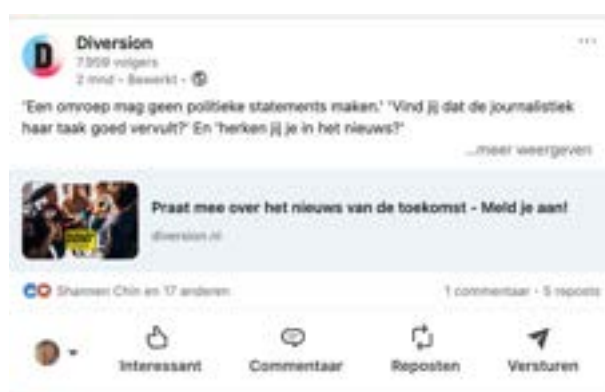 Diversion
7.959 volgers
2 mnd • Bewerkt •
'Een omroep mag geen politieke statements maken.' 'Vind jij dat de journalistiek
haar taak goed vervult?' En 'herken jij je in het nieuws?'
...meer weergeven
Praat mee over het nieuws van de toekomst - Meld je aan!
diversion.nl
Shannen Chin en 17 anderen
1 commentaar • 5 reposts
Interessant
Commentaar
Reposten
Versturen